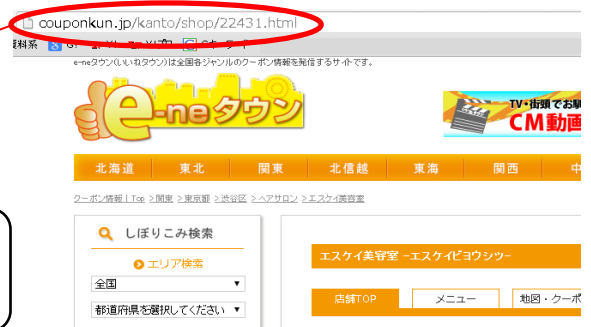 couponkun.jp/kanto/shop/22431.html
e-neタウン(いいねタウン)は全国各ジャンルのクーポン情報を発信するサイトです。
e-neタウン
TV・街頭でお
CM動画
北海道 東北 関東 北信越 東海 関西 中
クーポン情報 | Top > 関東 > 東京都 > 渋谷区 > ヘアサロン > エスケイ美容室
しぼりこみ検索
エリア検索
全国
都道府県を選択してください
エスケイ美容室 -エスケイビヨウシツ-
店舗TOP メニュー 地図・クーポ